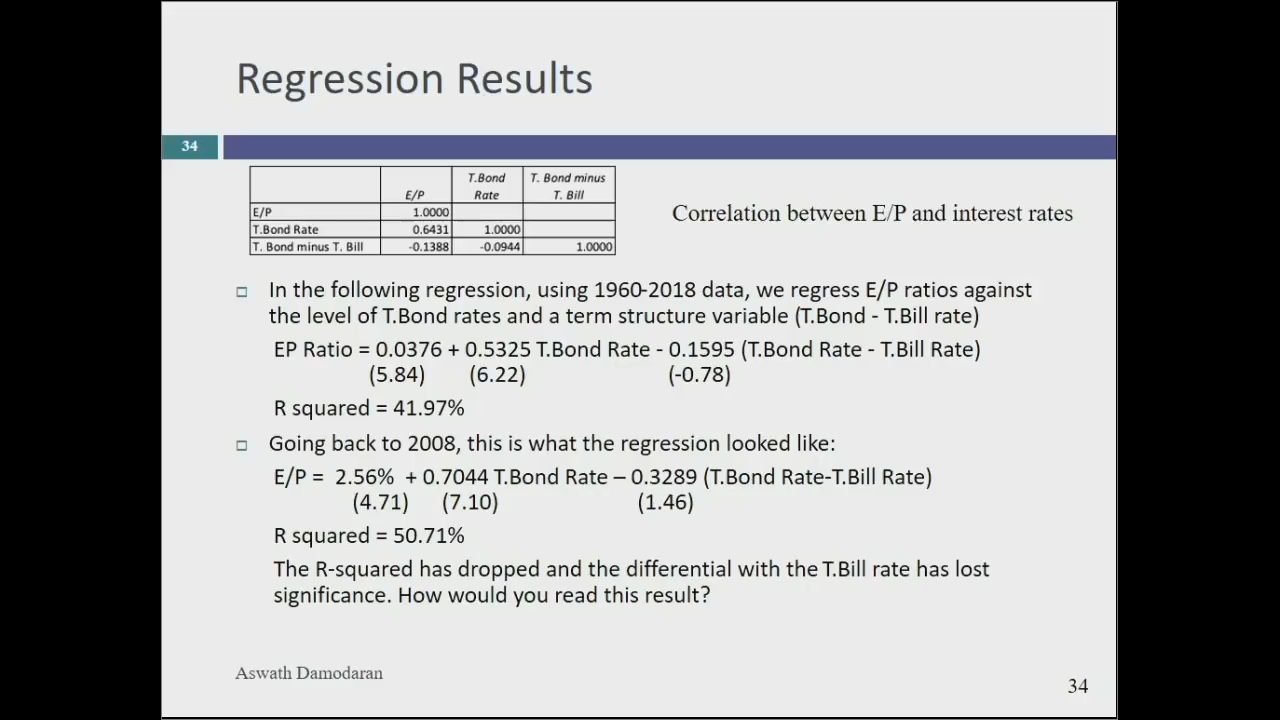 Regression Results
34
E/P T.Bond Rate T. Bond minus T. Bill
E/P 1.0000
T.Bond Rate 0.6431 1.0000
T. Bond minus T. Bill -0.1388 -0.0944 1.0000
Correlation between E/P and interest rates
In the following regression, using 1960-2018 data, we regress E/P ratios against
the level of T.Bond rates and a term structure variable (T.Bond - T.Bill rate)
EP Ratio = 0.0376 + 0.5325 T.Bond Rate - 0.1595 (T.Bond Rate - T.Bill Rate)
(5.84) (6.22) (-0.78)
R squared = 41.97%
Going back to 2008, this is what the regression looked like:
E/P = 2.56% + 0.7044 T.Bond Rate – 0.3289 (T.Bond Rate-T.Bill Rate)
(4.71) (7.10) (1.46)
R squared = 50.71%
The R-squared has dropped and the differential with the T.Bill rate has lost
significance. How would you read this result?
Aswath Damodaran
34